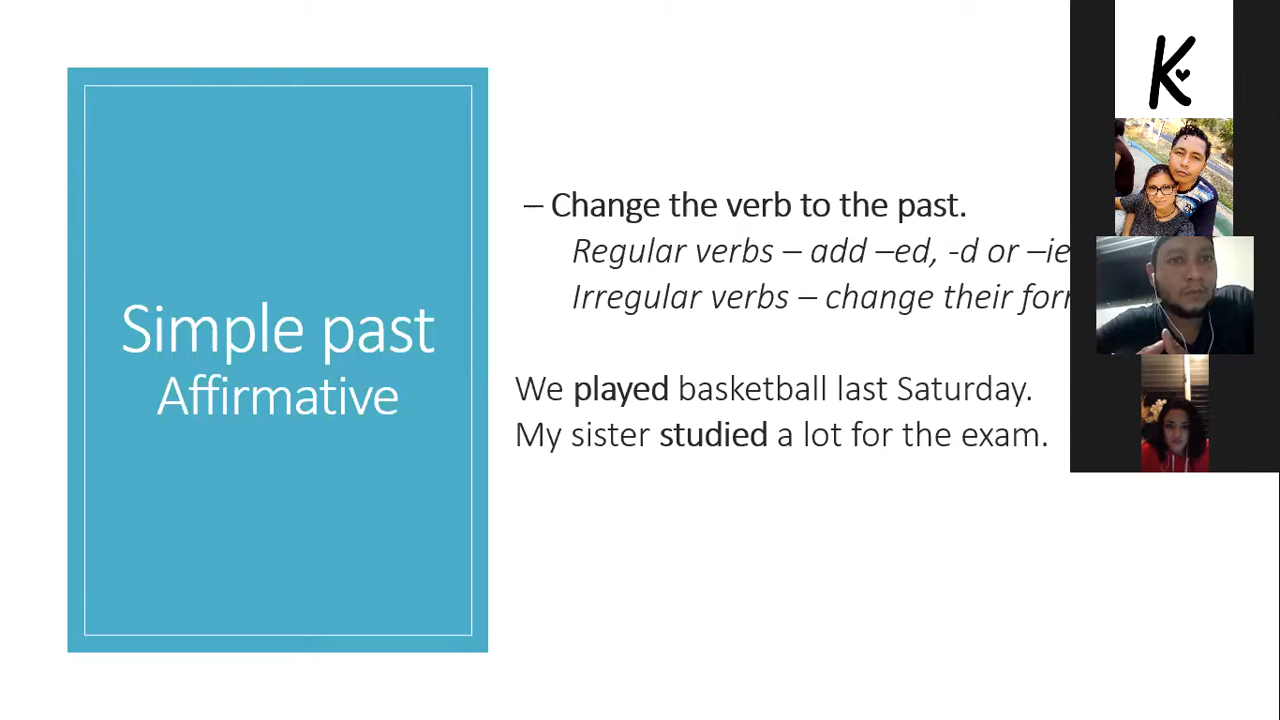 Simple past
Affirmative
– Change the verb to the past.
Regular verbs – add –ed, -d or –ie
Irregular verbs – change their for
We played basketball last Saturday.
My sister studied a lot for the exam.
K